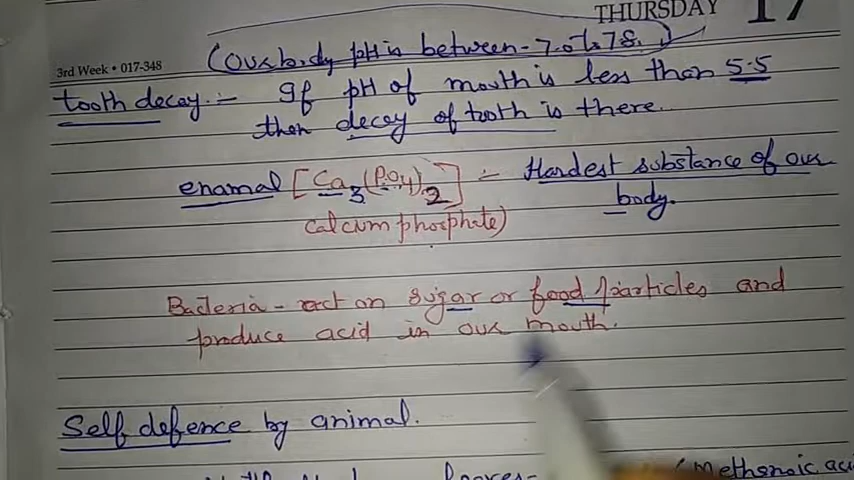 THURSDAY 17
3rd Week • 017-348
(Our body pH is between - 7.0 to 7.8.)
tooth decay :- If pH of mouth is less than 5.5
then decay of tooth is there.
enamal [Ca3(PO4)2] :- Hardest substance of our
body.
calcium phosphate)
Bacteria - act on sugar or food particles and
produce acid in our mouth.
Self defence by animal.
(Methanoic acid